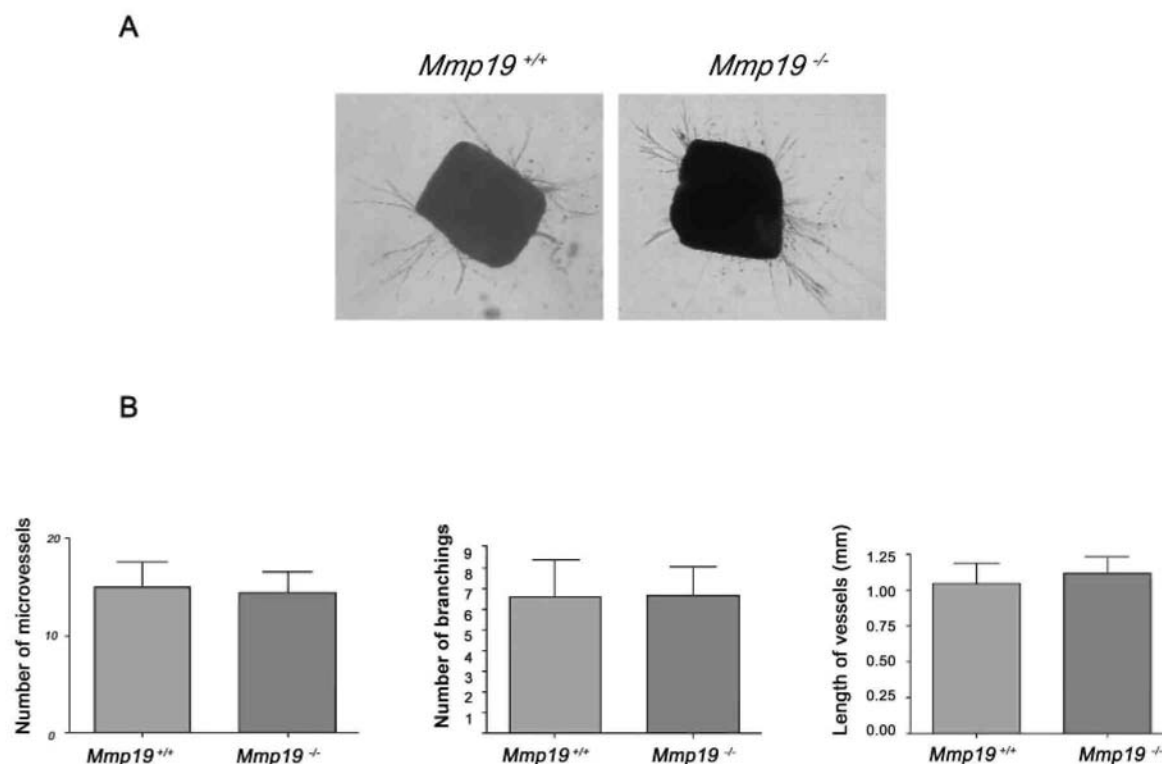 A
Mmp19 +/+
Mmp19 -/-
B
Number of microvessels
20
10
0
Mmp19 +/+
Mmp19 -/-
Number of branchings
9
8
7
6
5
4
3
2
1
Mmp19 +/+
Mmp19 -/-
Length of vessels (mm)
1.25
1.00
0.75
0.50
0.25
0.00
Mmp19 +/+
Mmp19 -/-